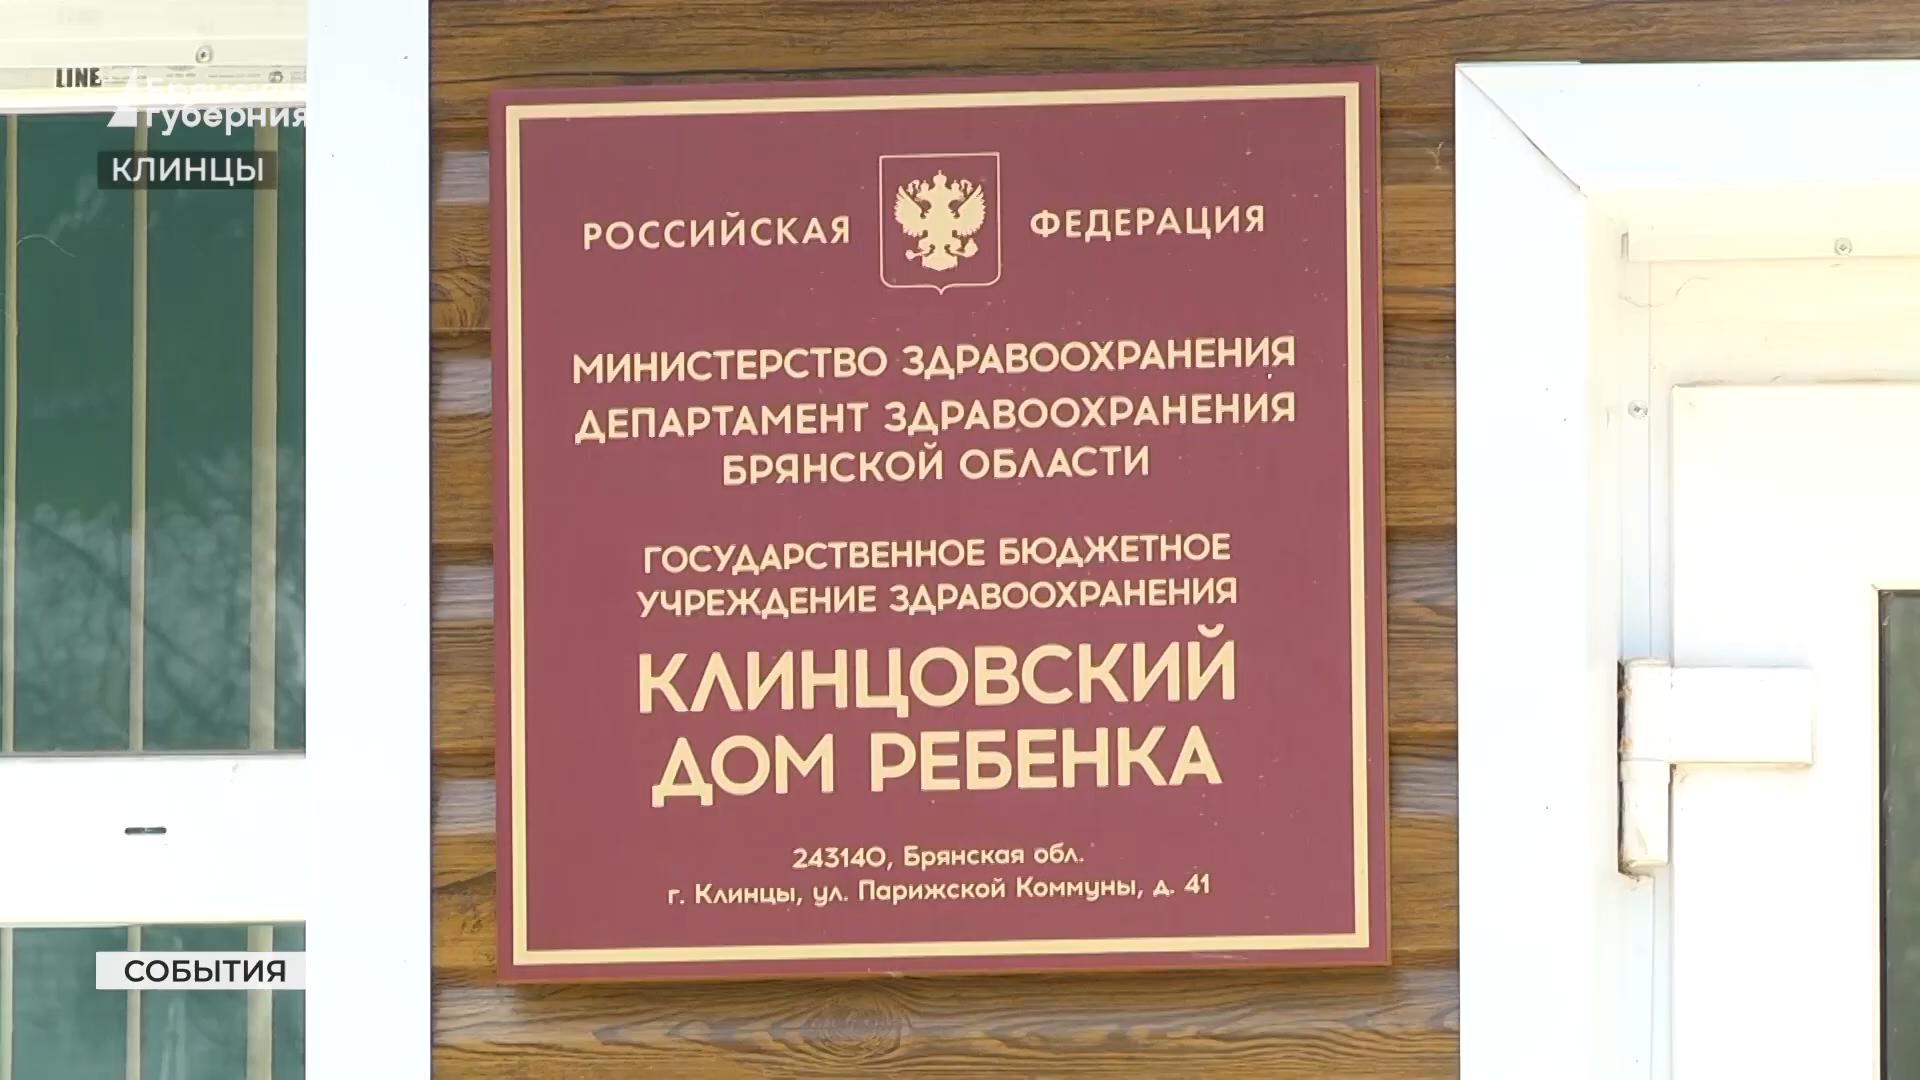 LINE
Губерния
КЛИНЦЫ
РОССИЙСКАЯ ФЕДЕРАЦИЯ
МИНИСТЕРСТВО ЗДРАВООХРАНЕНИЯ
ДЕПАРТАМЕНТ ЗДРАВООХРАНЕНИЯ
БРЯНСКОЙ ОБЛАСТИ
ГОСУДАРСТВЕННОЕ БЮДЖЕТНОЕ
УЧРЕЖДЕНИЕ ЗДРАВООХРАНЕНИЯ
КЛИНЦОВСКИЙ
ДОМ РЕБЕНКА
243140, Брянская обл.
г. Клинцы, ул. Парижской Коммуны, д. 41
СОБЫТИЯ